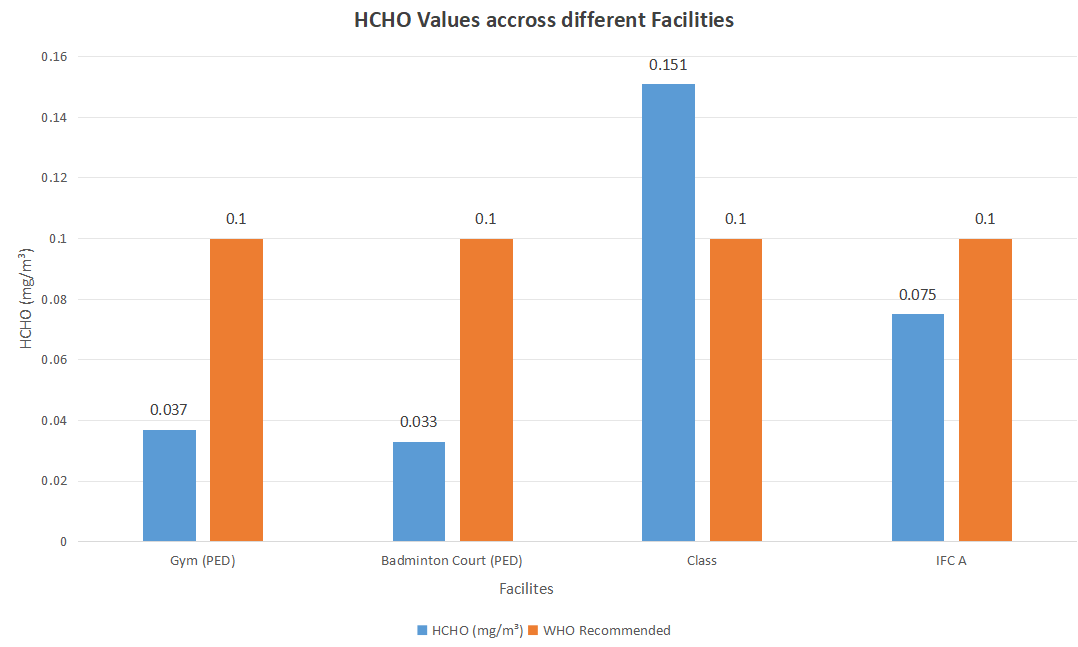 HCHO Values accross different Facilities
0.16
0.14
0.12
0.1
0.08
0.06
0.04
0.02
0
HCHO (mg/m³)
0.037
0.1
0.033
0.1
0.151
0.1
0.075
0.1
Gym (PED)
Badminton Court (PED)
Class
IFC A
Facilites
HCHO (mg/m³)
WHO Recommended